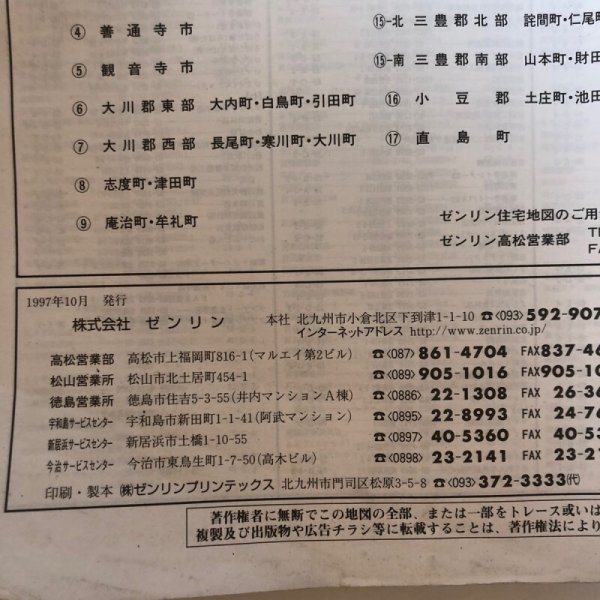 ④ 善通寺市
⑤ 観音寺市
⑥ 大川郡東部 大内町・白鳥町・引田町
⑦ 大川郡西部 長尾町・寒川町・大川町
⑧ 志度町・津田町
⑨ 庵治町・牟礼町
⑮-北 三豊郡北部 詫間町・仁尾町
⑮-南 三豊郡南部 山本町・財田
⑯ 小豆郡 土庄町・池田
⑰ 直島町
ゼンリン住宅地図のご用
ゼンリン高松営業部
1997年10月 発行
株式会社 ゼンリン 本社 北九州市小倉北区下到津1-1-10 ☎(093)592-907
インターネットアドレス http://www.zenrin.co.jp/
高松営業部 高松市上福岡町816-1(マルエイ第2ビル) ☎(087)861-4704 FAX837-46
松山営業所 松山市北土居町454-1 ☎(089)905-1016 FAX905-10
徳島営業所 徳島市住吉5-3-55(井内マンションA棟) ☎(0886)22-1308 FAX 26-36
宇和島サービスセンター 宇和島市新田町1-1-41(阿武マンション) ☎(0895)22-8993 FAX 24-76
新居浜サービスセンター 新居浜市土橋1-10-55 ☎(0897)40-5360 FAX 40-53
今治サービスセンター 今治市東鳥生町1-7-50(高木ビル) ☎(0898)23-2141 FAX 23-21
印刷・製本 ㈱ゼンリンプリンテックス 北九州市門司区松原3-5-8 ☎(093)372-3333㈹
著作権者に無断でこの地図の全部、または一部をトレース或いは
複製及び出版物や広告チラシ等に転載することは、著作権法により